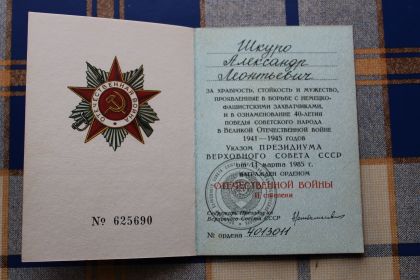 ОТЕЧЕСТВЕННАЯ ВОЙНА
№ 625690
Шкуро
Александр
Леонтьевич
ЗА ХРАБРОСТЬ, СТОЙКОСТЬ И МУЖЕСТВО,
ПРОЯВЛЕННЫЕ В БОРЬБЕ С НЕМЕЦКО-
ФАШИСТСКИМИ ЗАХВАТЧИКАМИ,
И В ОЗНАМЕНОВАНИЕ 40-ЛЕТИЯ
ПОБЕДЫ СОВЕТСКОГО НАРОДА
В ВЕЛИКОЙ ОТЕЧЕСТВЕННОЙ ВОЙНЕ
1941—1945 ГОДОВ
УКАЗОМ ПРЕЗИДИУМА
ВЕРХОВНОГО СОВЕТА СССР
от 11 марта 1985 г.
НАГРАЖДЕН ОРДЕНОМ
ОТЕЧЕСТВЕННОЙ ВОЙНЫ
II степени
Секретарь Президиума
Верховного Совета СССР
№ ордена 4013011